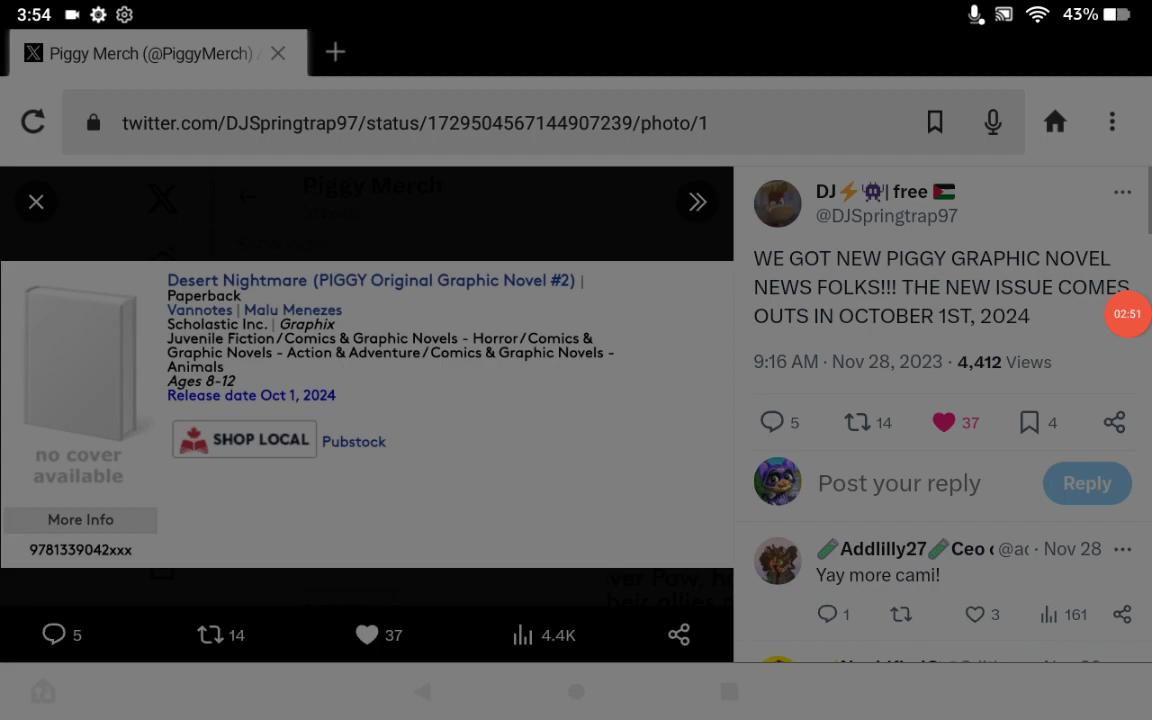 3:54
43%
Piggy Merch (@PiggyMerch)
twitter.com/DJSpringtrap97/status/1729504567144907239/photo/1
Piggy Merch
DJ⚡👾| free 🇵🇸
@DJSpringtrap97
WE GOT NEW PIGGY GRAPHIC NOVEL
NEWS FOLKS!!! THE NEW ISSUE COMES
OUTS IN OCTOBER 1ST, 2024
02:51
9:16 AM · Nov 28, 2023 · 4,412 Views
5 14 37 4
Post your reply
Reply
🧪Addlilly27🧪Ceo · Nov 28
Yay more cami!
1 3 161
Desert Nightmare (PIGGY Original Graphic Novel #2) |
Paperback
Vannotes | Malu Menezes
Scholastic Inc. | Graphix
Juvenile Fiction/Comics & Graphic Novels - Horror/Comics &
Graphic Novels - Action & Adventure/Comics & Graphic Novels -
Animals
Ages 8-12
Release date Oct 1, 2024
SHOP LOCAL Pubstock
no cover
available
More Info
9781339042xxx
5 14 37 4.4K